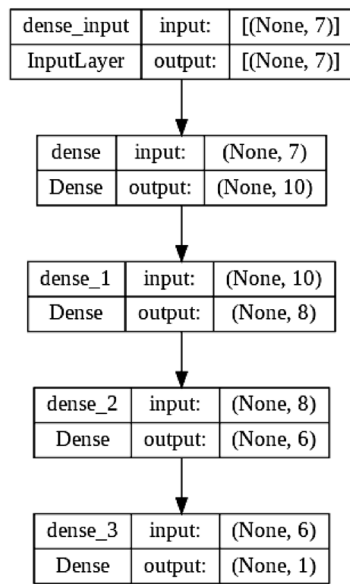 dense_input input: [(None, 7)]
InputLayer output: [(None, 7)]
dense input: (None, 7)
Dense output: (None, 10)
dense_1 input: (None, 10)
Dense output: (None, 8)
dense_2 input: (None, 8)
Dense output: (None, 6)
dense_3 input: (None, 6)
Dense output: (None, 1)